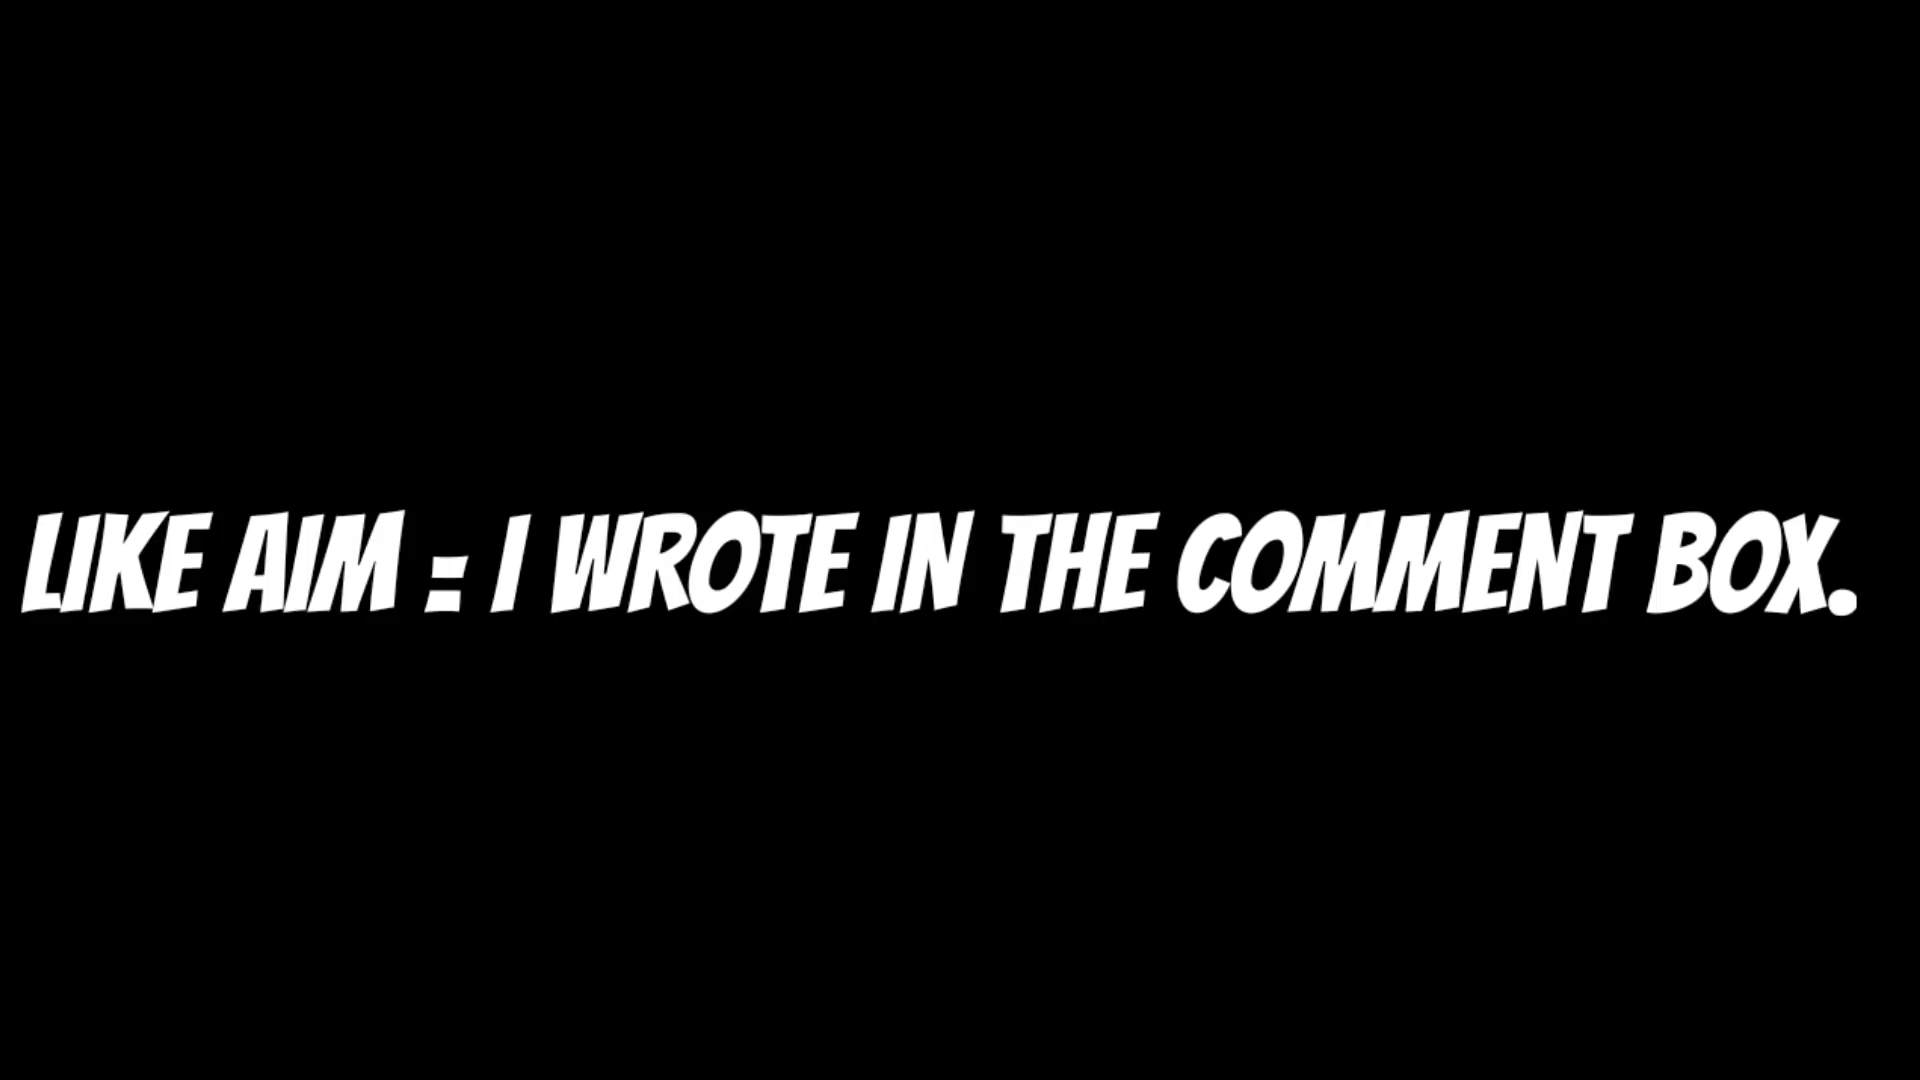 LIKE AIM = I WROTE IN THE COMMENT BOX.